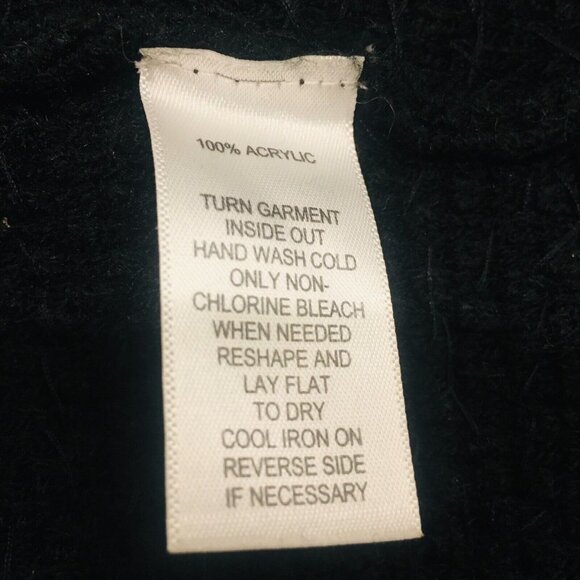 100% ACRYLIC
TURN GARMENT
INSIDE OUT
HAND WASH COLD
ONLY NON-
CHLORINE BLEACH
WHEN NEEDED
RESHAPE AND
LAY FLAT
TO DRY
COOL IRON ON
REVERSE SIDE
IF NECESSARY